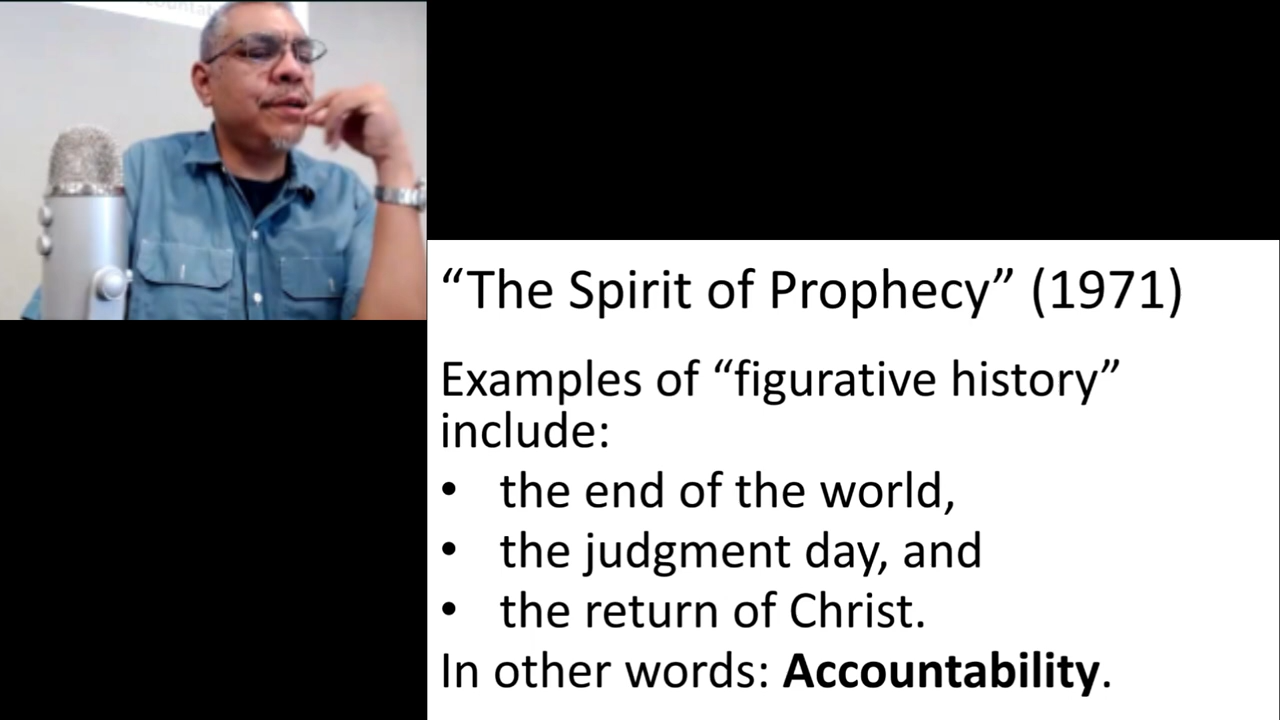 “The Spirit of Prophecy” (1971)
Examples of “figurative history”
include:
• the end of the world,
• the judgment day, and
• the return of Christ.
In other words: Accountability.